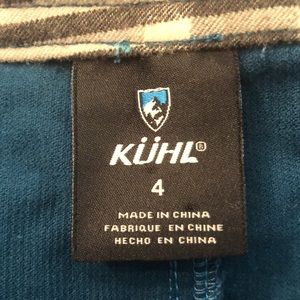 KÜHL®
4
MADE IN CHINA
FABRIQUE EN CHINE
HECHO EN CHINA